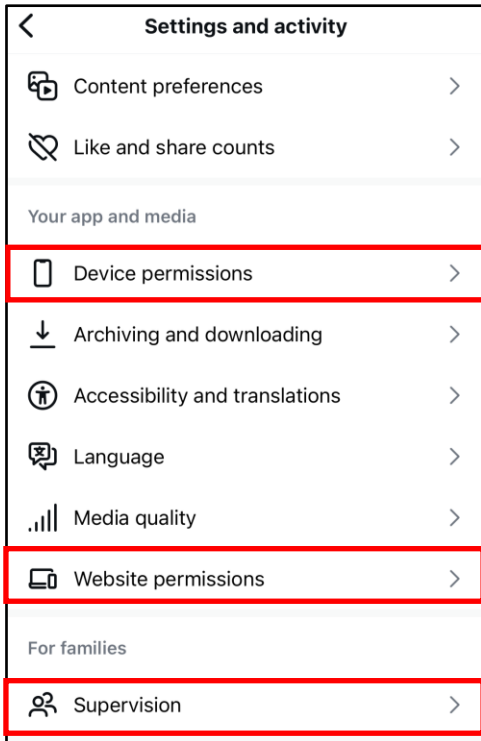 Settings and activity
Content preferences
Like and share counts
Your app and media
Device permissions
Archiving and downloading
Accessibility and translations
Language
Media quality
Website permissions
For families
Supervision